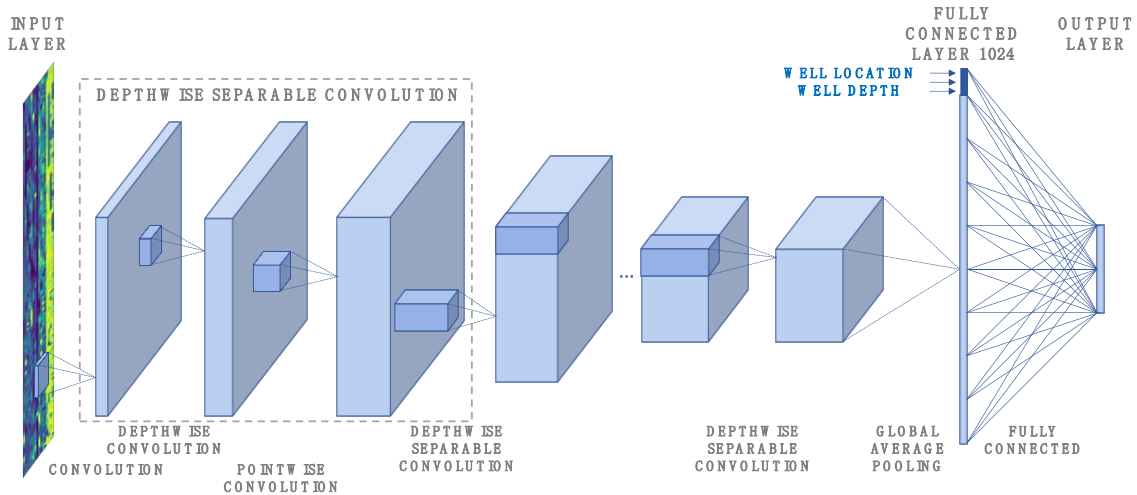 INPUT
LAYER
FULLY
CONNECTED
LAYER 1024
OUTPUT
LAYER
WELL LOCATION
WELL DEPTH
DEPTHWISE SEPARABLE CONVOLUTION
...
DEPTHWISE
CONVOLUTION
CONVOLUTION
POINTWISE
CONVOLUTION
DEPTHWISE
SEPARABLE
CONVOLUTION
DEPTHWISE
SEPARABLE
CONVOLUTION
GLOBAL
AVERAGE
POOLING
FULLY
CONNECTED